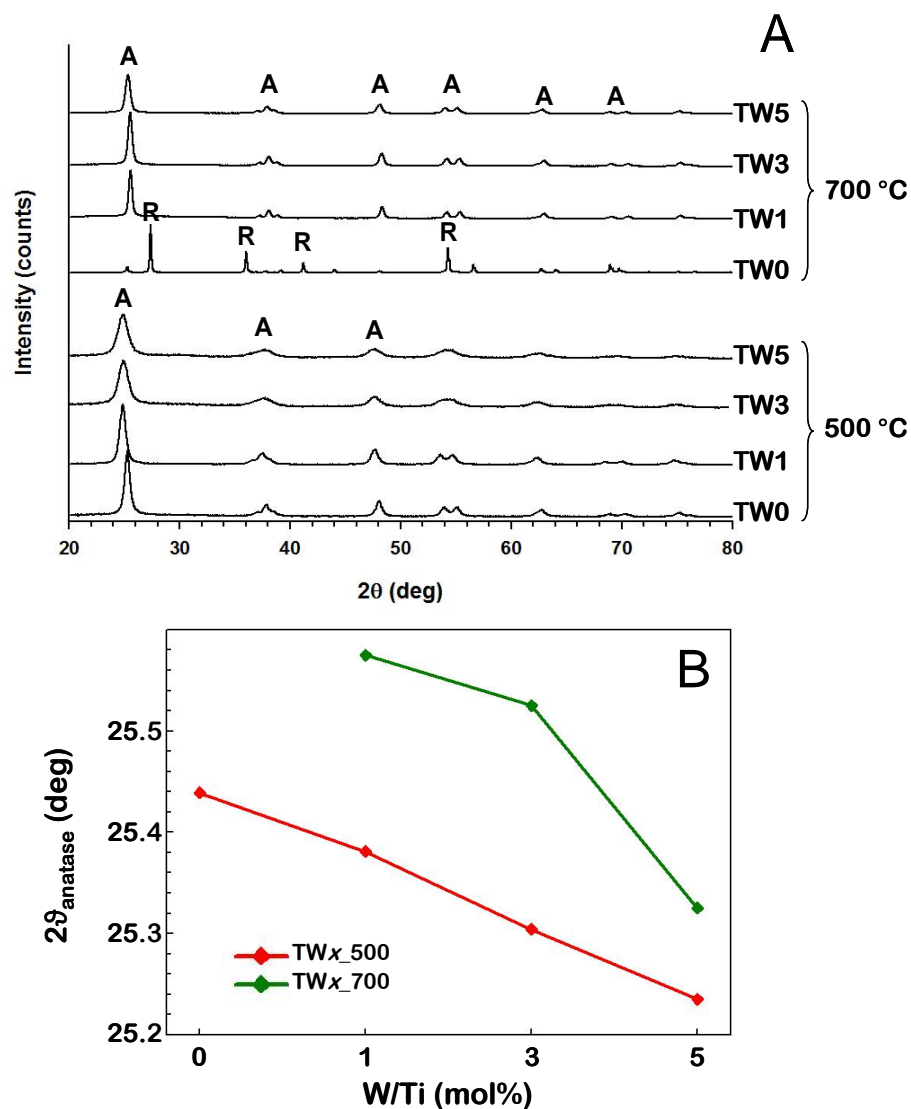 A
A A A A A A
TW5
TW3
TW1
R R R R
TW0
700 °C
A A A
TW5
TW3
TW1
TW0
500 °C
Intensity (counts)
20 30 40 50 60 70 80
2θ (deg)
B
25.5
25.4
25.3
25.2
2ϑanatase (deg)
TWx_500
TWx_700
0 1 3 5
W/Ti (mol%)